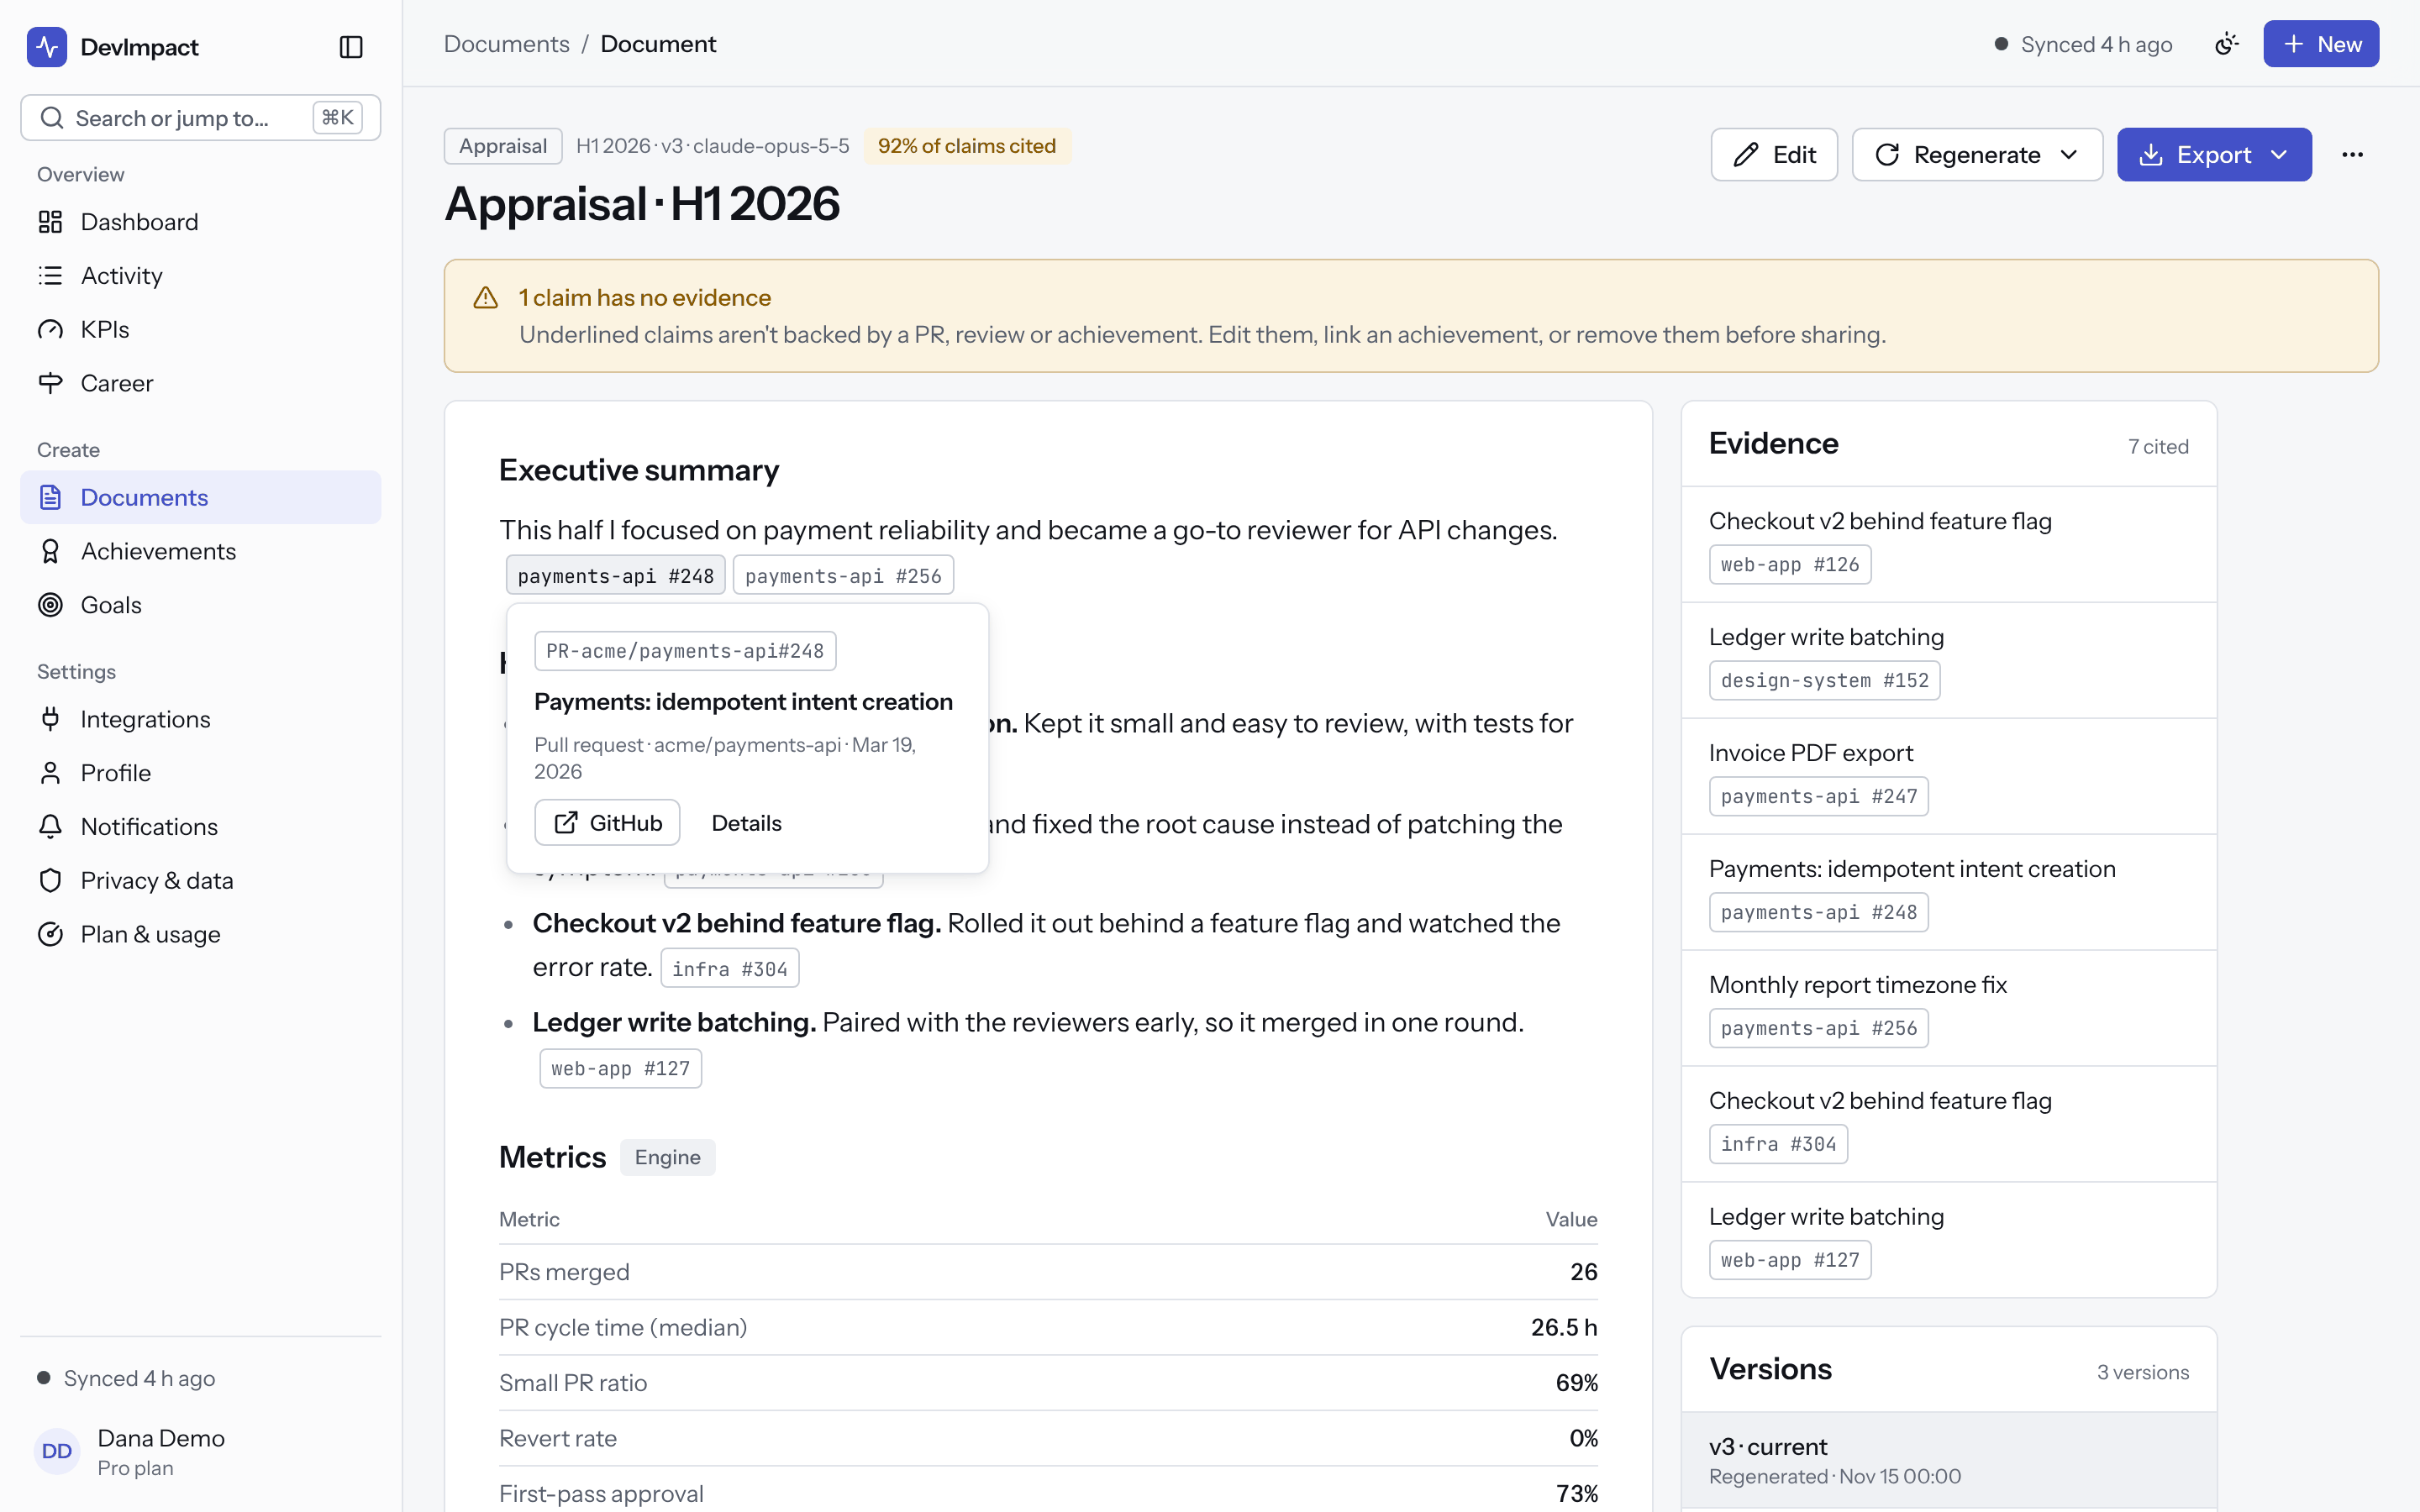 DevImpact
Search or jump to...
⌘K
Overview
Dashboard
Activity
KPIs
Career
Create
Documents
Achievements
Goals
Settings
Integrations
Profile
Notifications
Privacy & data
Plan & usage
Synced 4 h ago
DD
Dana Demo
Pro plan
Documents / Document
Synced 4 h ago
New
Appraisal
H1 2026 · v3 · claude-opus-5-5
92% of claims cited
Edit
Regenerate
Export
Appraisal · H1 2026
1 claim has no evidence
Underlined claims aren't backed by a PR, review or achievement. Edit them, link an achievement, or remove them before sharing.
Executive summary
This half I focused on payment reliability and became a go-to reviewer for API changes.
payments-api #248 payments-api #256
PR-acme/payments-api#248
Payments: idempotent intent creation
Pull request · acme/payments-api · Mar 19,
2026
GitHub
Details
Kept it small and easy to review, with tests for
and fixed the root cause instead of patching the
Checkout v2 behind feature flag. Rolled it out behind a feature flag and watched the
error rate. infra #304
Ledger write batching. Paired with the reviewers early, so it merged in one round.
web-app #127
Metrics Engine
Metric Value
PRs merged 26
PR cycle time (median) 26.5 h
Small PR ratio 69%
Revert rate 0%
First-pass approval 73%
Evidence
7 cited
Checkout v2 behind feature flag
web-app #126
Ledger write batching
design-system #152
Invoice PDF export
payments-api #247
Payments: idempotent intent creation
payments-api #248
Monthly report timezone fix
payments-api #256
Checkout v2 behind feature flag
infra #304
Ledger write batching
web-app #127
Versions
3 versions
v3 · current
Regenerated · Nov 15 00:00